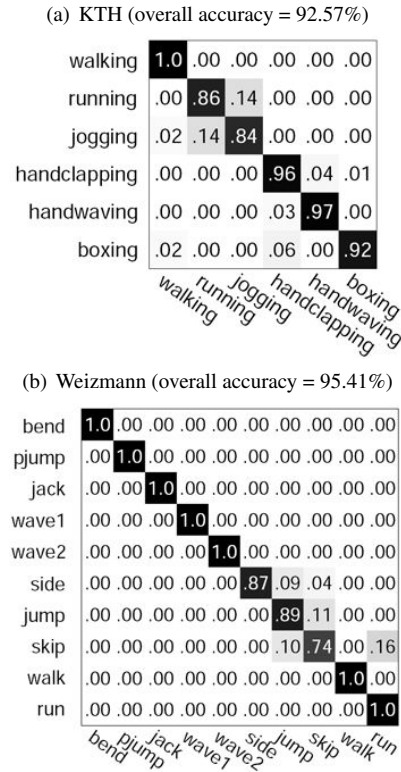 (a) KTH (overall accuracy = 92.57%)
walking 1.0 .00 .00 .00 .00 .00
running .00 .86 .14 .00 .00 .00
jogging .02 .14 .84 .00 .00 .00
handclapping .00 .00 .00 .96 .04 .01
handwaving .00 .00 .00 .03 .97 .00
boxing .02 .00 .00 .06 .00 .92
walking running jogging handclapping handwaving boxing
(b) Weizmann (overall accuracy = 95.41%)
bend 1.0 .00 .00 .00 .00 .00 .00 .00 .00 .00
pjump .00 1.0 .00 .00 .00 .00 .00 .00 .00 .00
jack .00 .00 1.0 .00 .00 .00 .00 .00 .00 .00
wave1 .00 .00 .00 1.0 .00 .00 .00 .00 .00 .00
wave2 .00 .00 .00 .00 1.0 .00 .00 .00 .00 .00
side .00 .00 .00 .00 .00 .87 .09 .04 .00 .00
jump .00 .00 .00 .00 .00 .00 .89 .11 .00 .00
skip .00 .00 .00 .00 .00 .00 .10 .74 .00 .16
walk .00 .00 .00 .00 .00 .00 .00 .00 1.0 .00
run .00 .00 .00 .00 .00 .00 .00 .00 .00 1.0
bend pjump jack wave1 wave2 side jump skip walk run